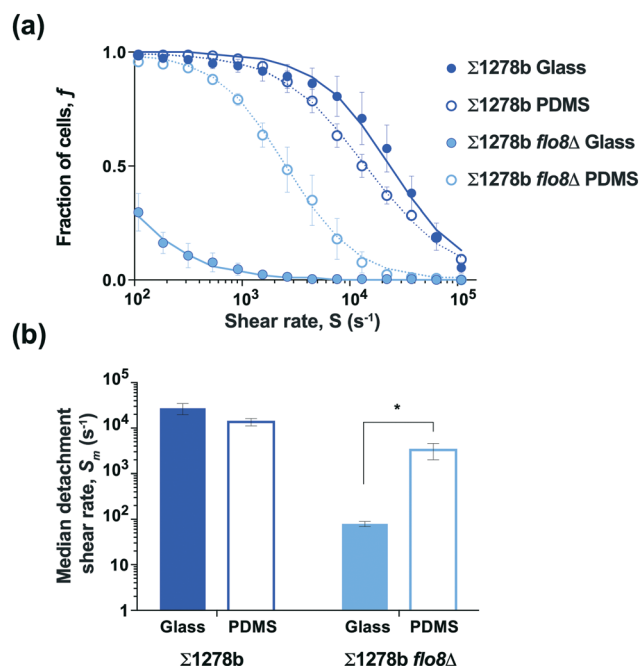 (a)
1.0
0.5
0.0
Fraction of cells, f
10² 10³ 10⁴ 10⁵
Shear rate, S (s⁻¹)
Σ1278b Glass
Σ1278b PDMS
Σ1278b flo8Δ Glass
Σ1278b flo8Δ PDMS
(b)
Median detachment
shear rate, Sₘ (s⁻¹)
10⁵
10⁴
10³
10²
10¹
1
*
Glass PDMS Glass PDMS
Σ1278b Σ1278b flo8Δ